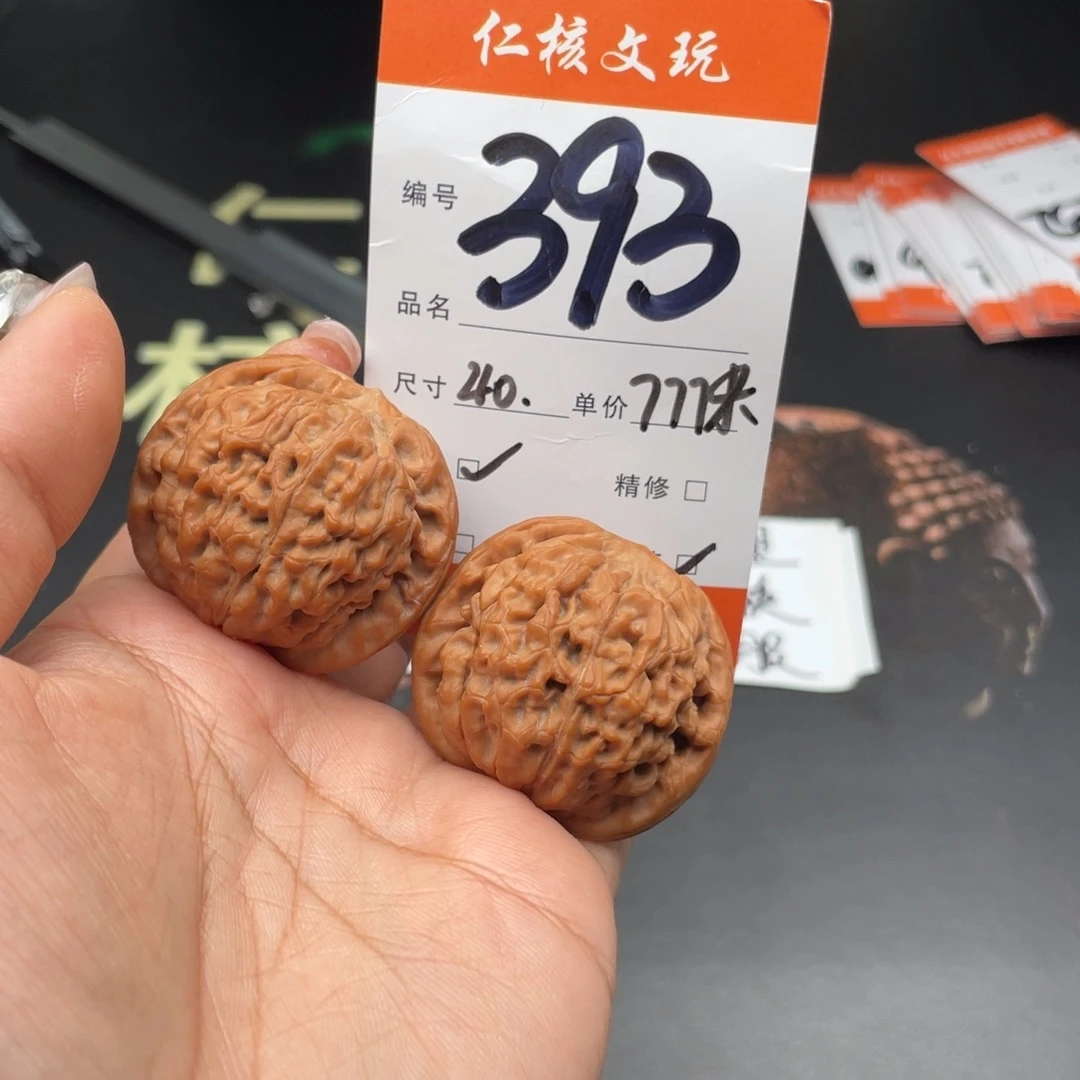 仁核文玩
编号 393
品名
尺寸 40. 单价 777米
精修